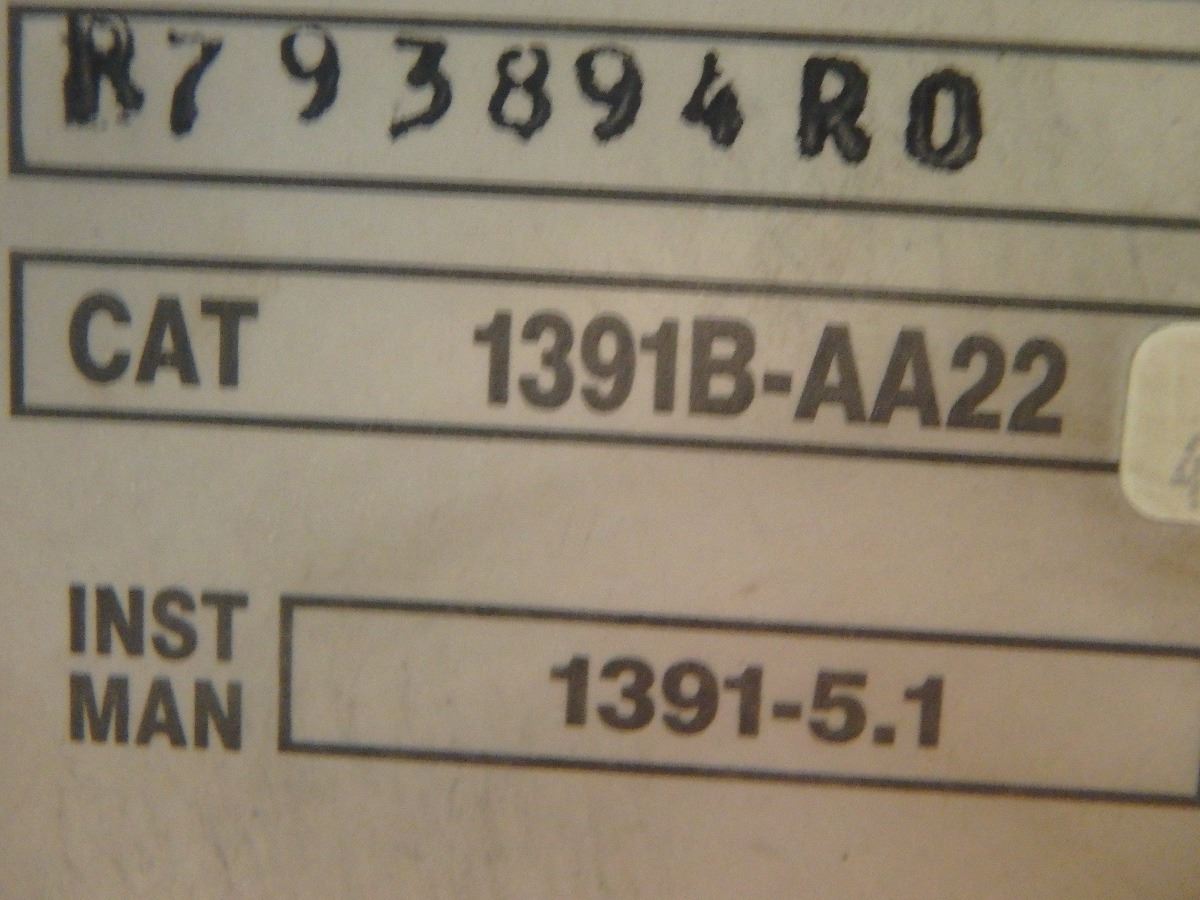 R793894R0
CAT 1391B-AA22
INST
MAN 1391-5.1